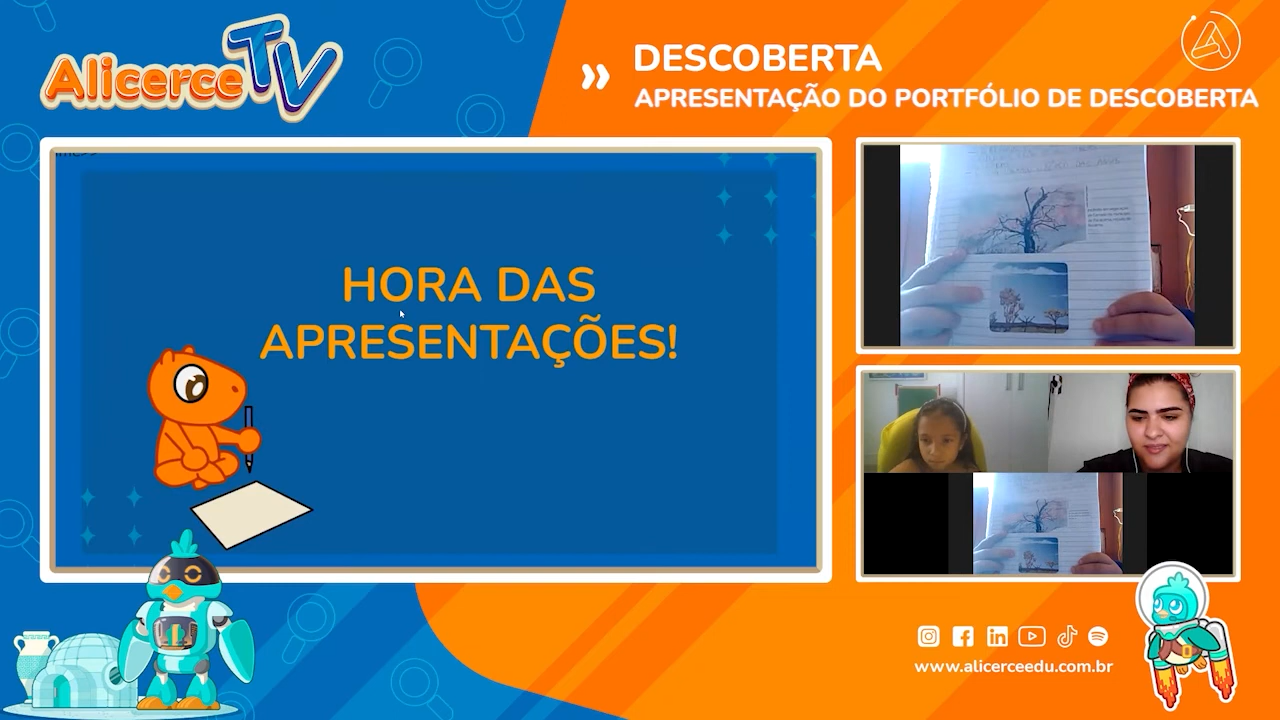 Alicerce TV
DESCOBERTA
APRESENTAÇÃO DO PORTFÓLIO DE DESCOBERTA
HORA DAS
APRESENTAÇÕES!
www.alicerceedu.com.br